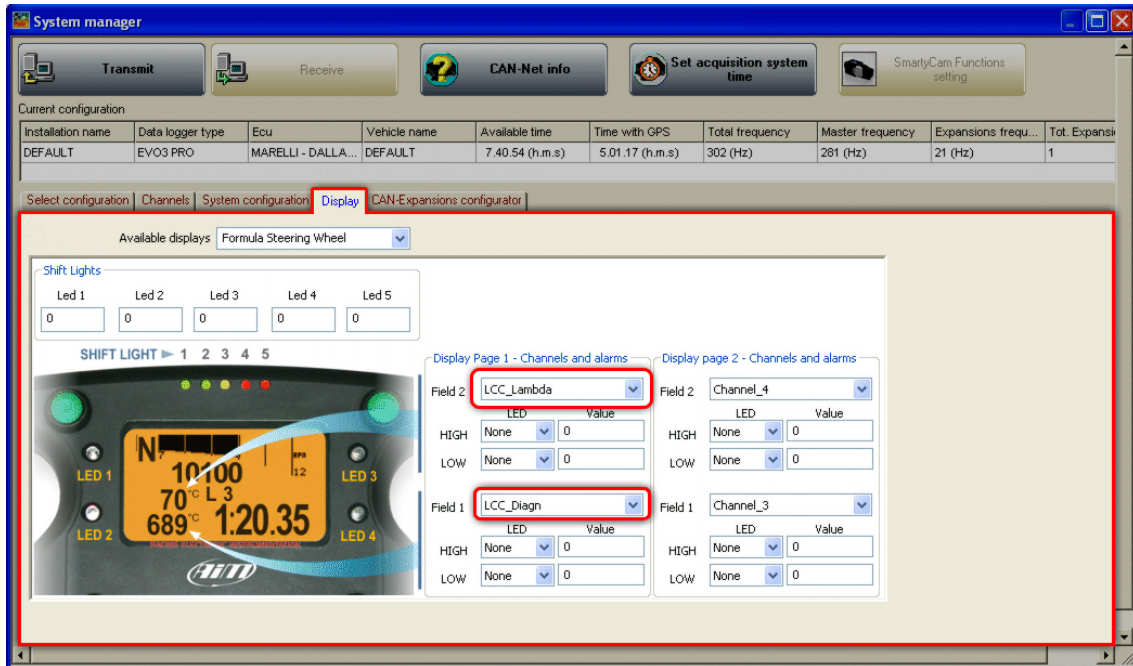 System manager
Transmit
Receive
CAN-Net info
Set acquisition system
time
SmartyCam Functions
setting
Current configuration
Installation name Data logger type Ecu Vehicle name Available time Time with GPS Total frequency Master frequency Expansions frequ... Tot. Expansi
DEFAULT EVO3 PRO MARELLI - DALLA... DEFAULT 7.40.54 (h.m.s) 5.01.17 (h.m.s) 302 (Hz) 281 (Hz) 21 (Hz) 1
Select configuration Channels System configuration Display CAN-Expansions configurator
Available displays Formula Steering Wheel
Shift Lights
Led 1 Led 2 Led 3 Led 4 Led 5
0 0 0 0 0
SHIFT LIGHT 1 2 3 4 5
LED 1
LED 2
LED 3
LED 4
N
10100
12
70 °C L 3
689 °C 1:20.35
AiM
Display Page 1 - Channels and alarms
Field 2 LCC_Lambda
LED Value
HIGH None 0
LOW None 0
Field 1 LCC_Diagn
LED Value
HIGH None 0
LOW None 0
Display page 2 - Channels and alarms
Field 2 Channel_4
LED Value
HIGH None 0
LOW None 0
Field 1 Channel_3
LED Value
HIGH None 0
LOW None 0